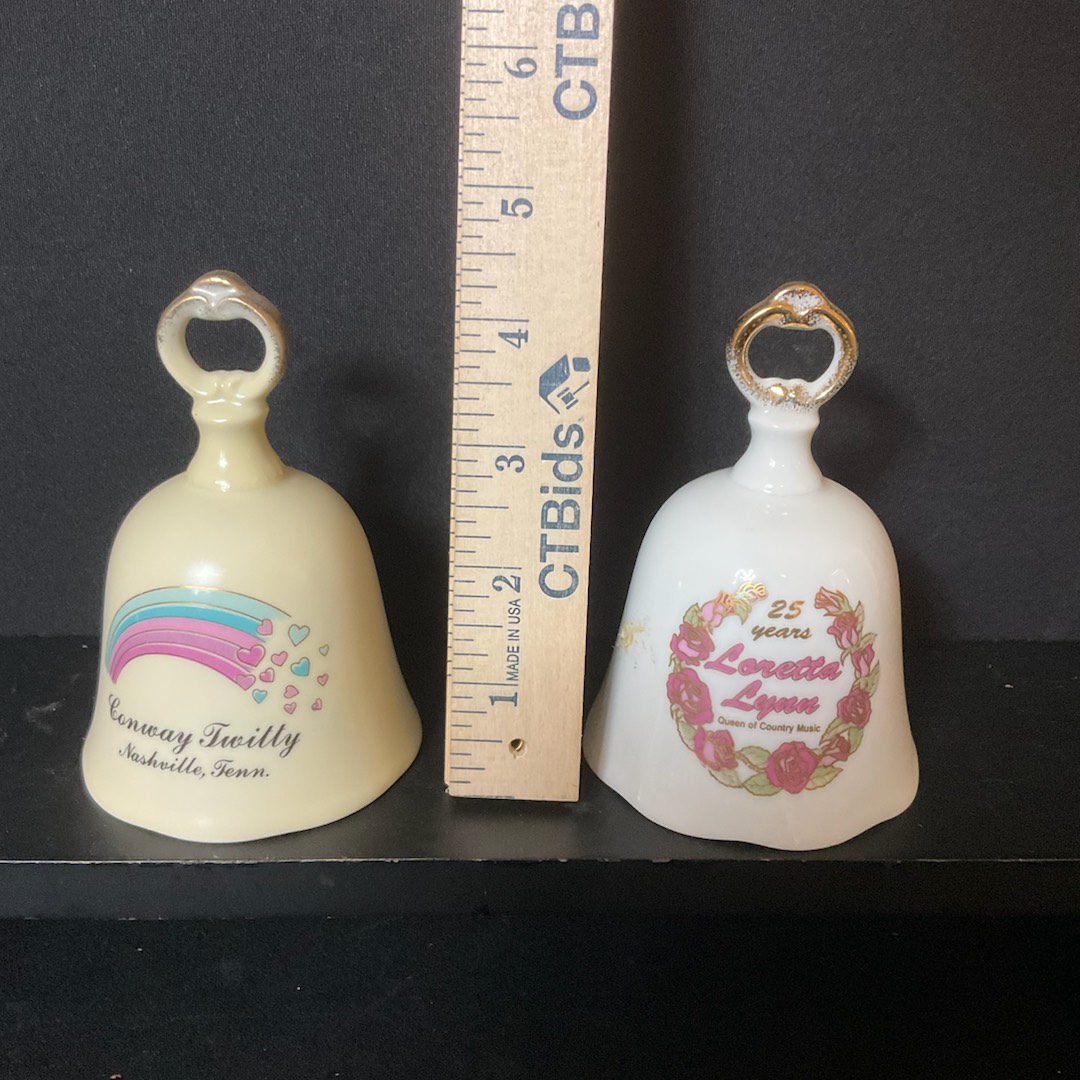 Conway Twitty
Nashville, Tenn.
CTB
6
5
4
3
2
1
CTBids
MADE IN USA
25
years
Loretta
Lynn
Queen of Country Music